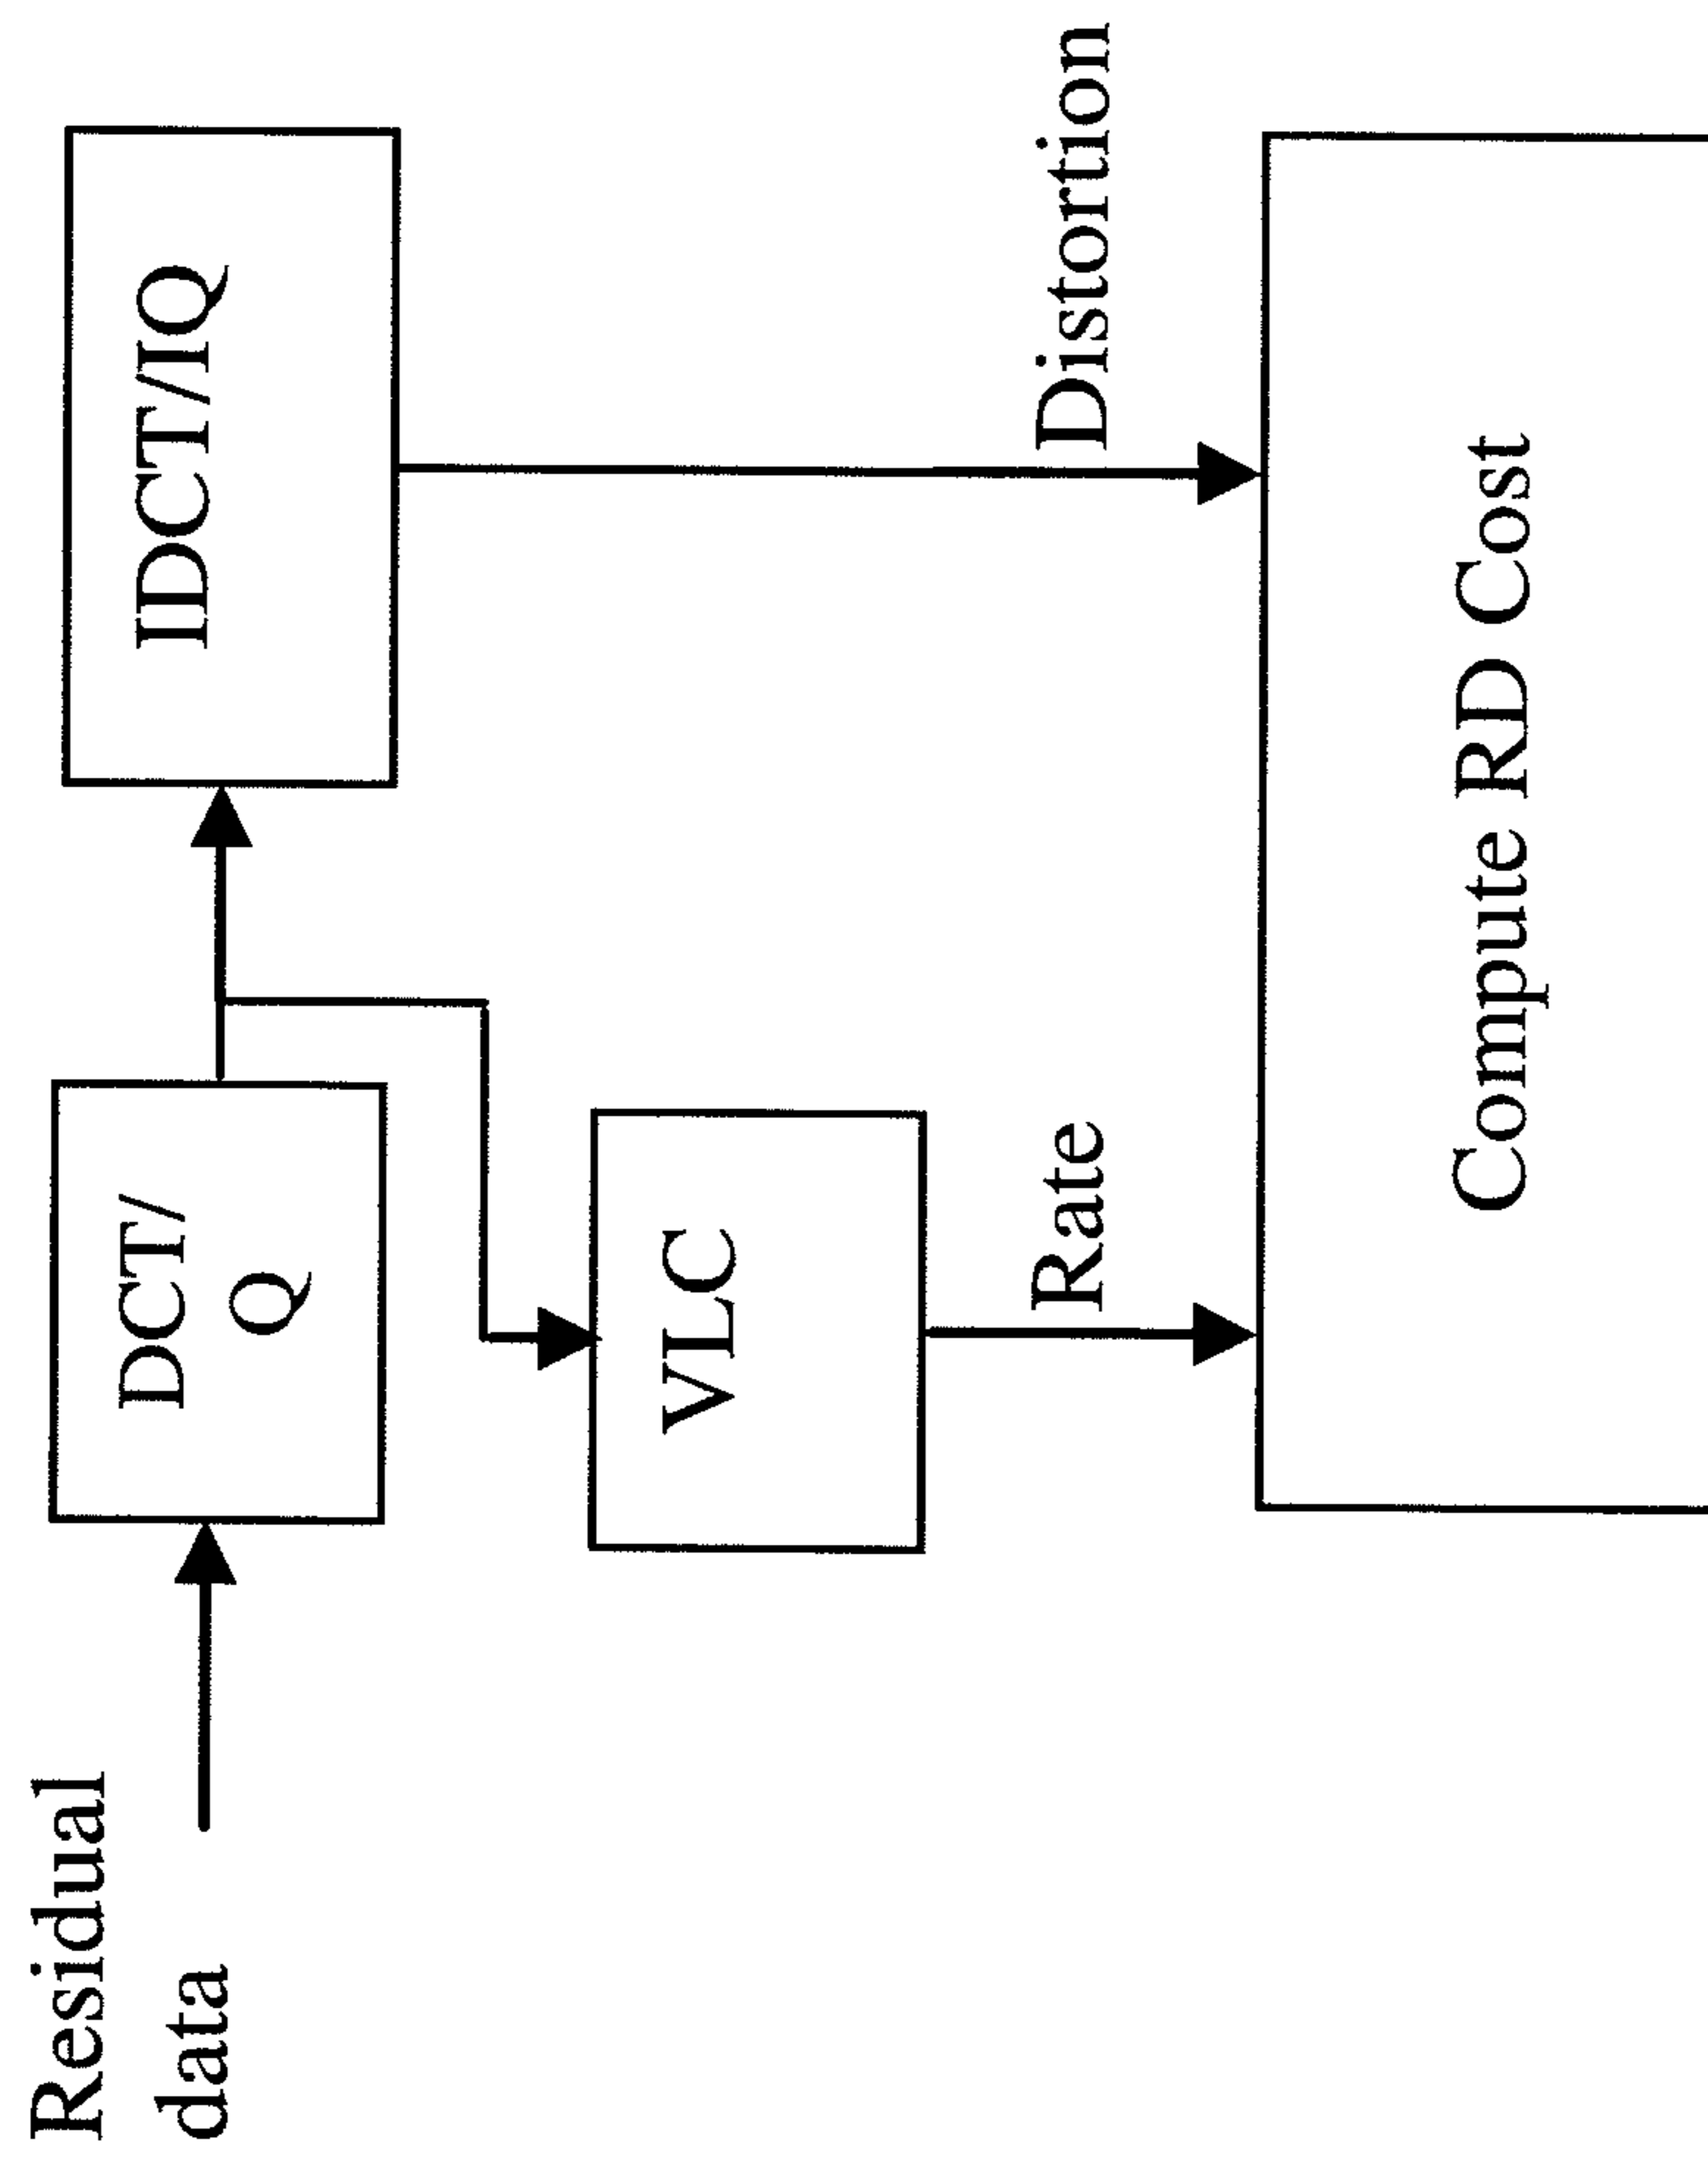 Residual
data
DCT/
Q
IDCT/IQ
VLC
Rate
Distortion
Compute RD Cost